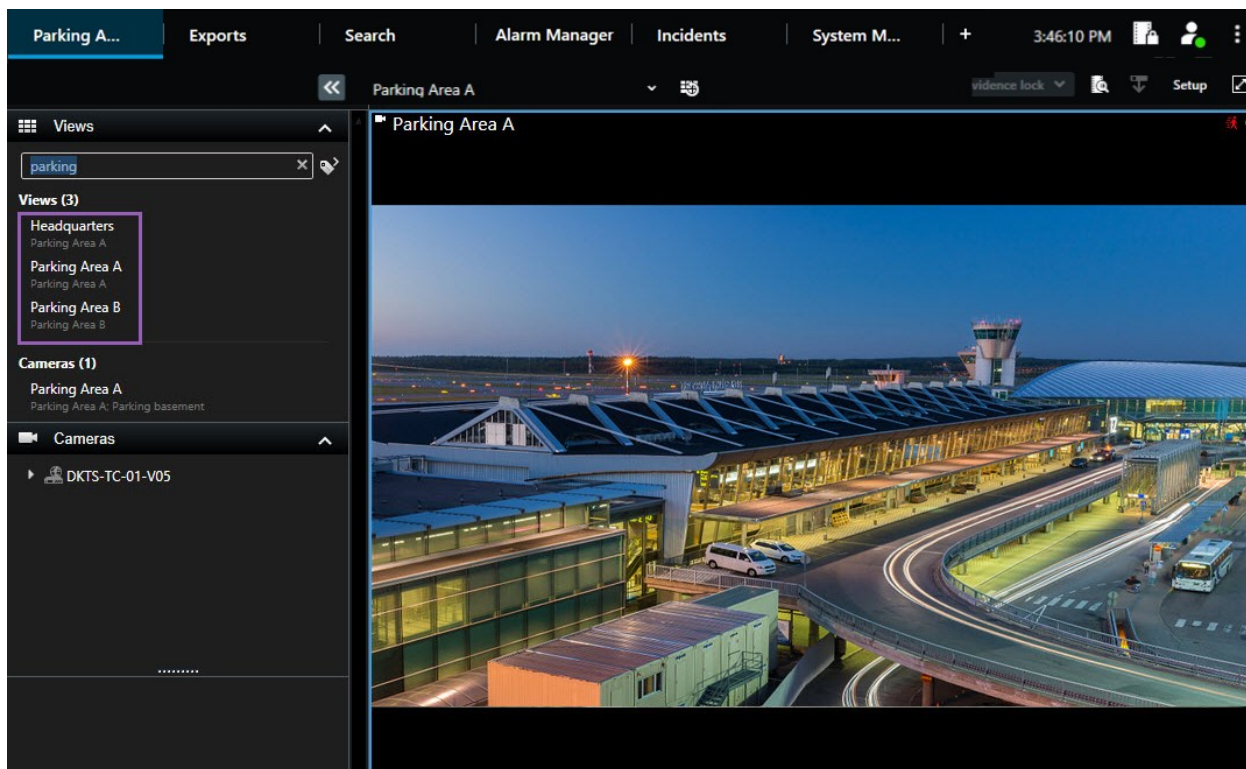 Parking A... Exports Search Alarm Manager Incidents System M... + 3:46:10 PM
Parking Area A vidence lock Setup
Views
Parking Area A
parking
Views (3)
Headquarters
Parking Area A
Parking Area A
Parking Area A
Parking Area B
Parking Area B
Cameras (1)
Parking Area A
Parking Area A; Parking basement
Cameras
DKTS-TC-01-V05